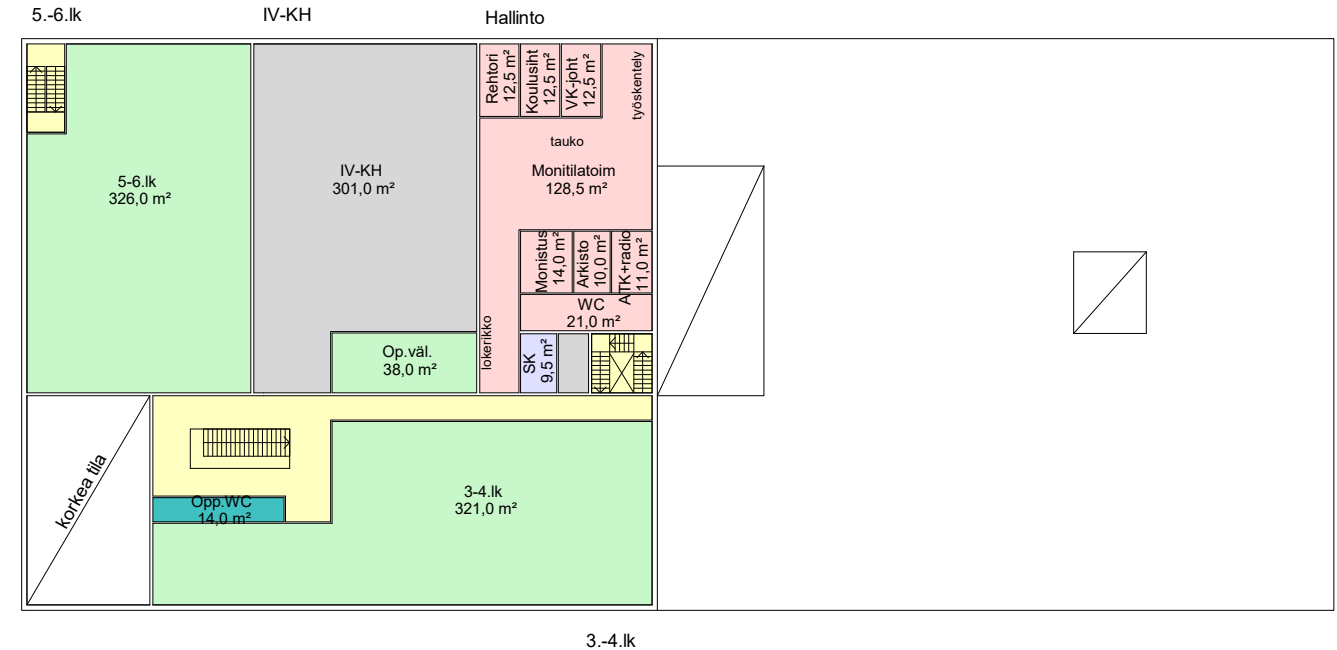 5.-6.lk
IV-KH
Hallinto
Rehtori
12,5 m²
Koulusiht
12,5 m²
VK-joht
12,5 m²
työskentely
tauko
5-6.lk
326,0 m²
IV-KH
301,0 m²
Monitilatoim
128,5 m²
Monistus
14,0 m²
Arkisto
10,0 m²
ATK+radio
11,0 m²
WC
21,0 m²
lokerikko
Op.väl.
38,0 m²
SK
9,5 m²
korkea tila
Opp.WC
14,0 m²
3-4.lk
321,0 m²
3.-4.lk